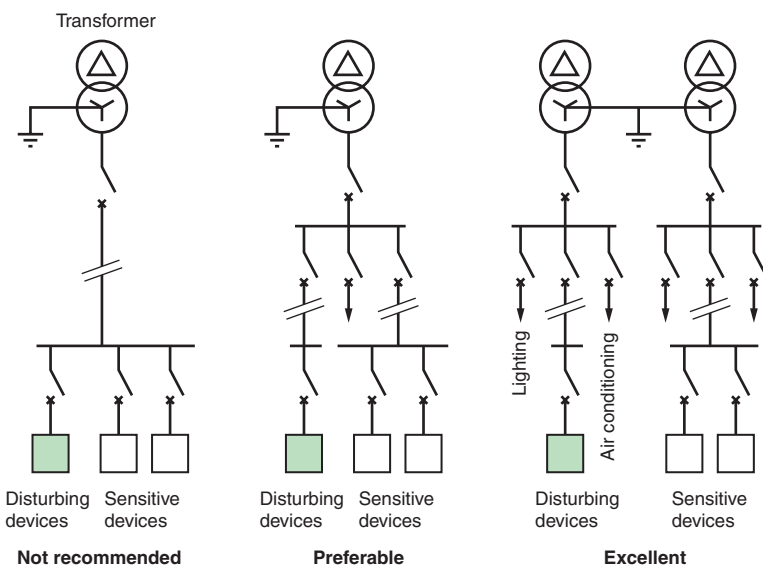 Transformer
Lighting
Air conditioning
Disturbing
devices
Sensitive
devices
Disturbing
devices
Sensitive
devices
Disturbing
devices
Sensitive
devices
Not recommended
Preferable
Excellent